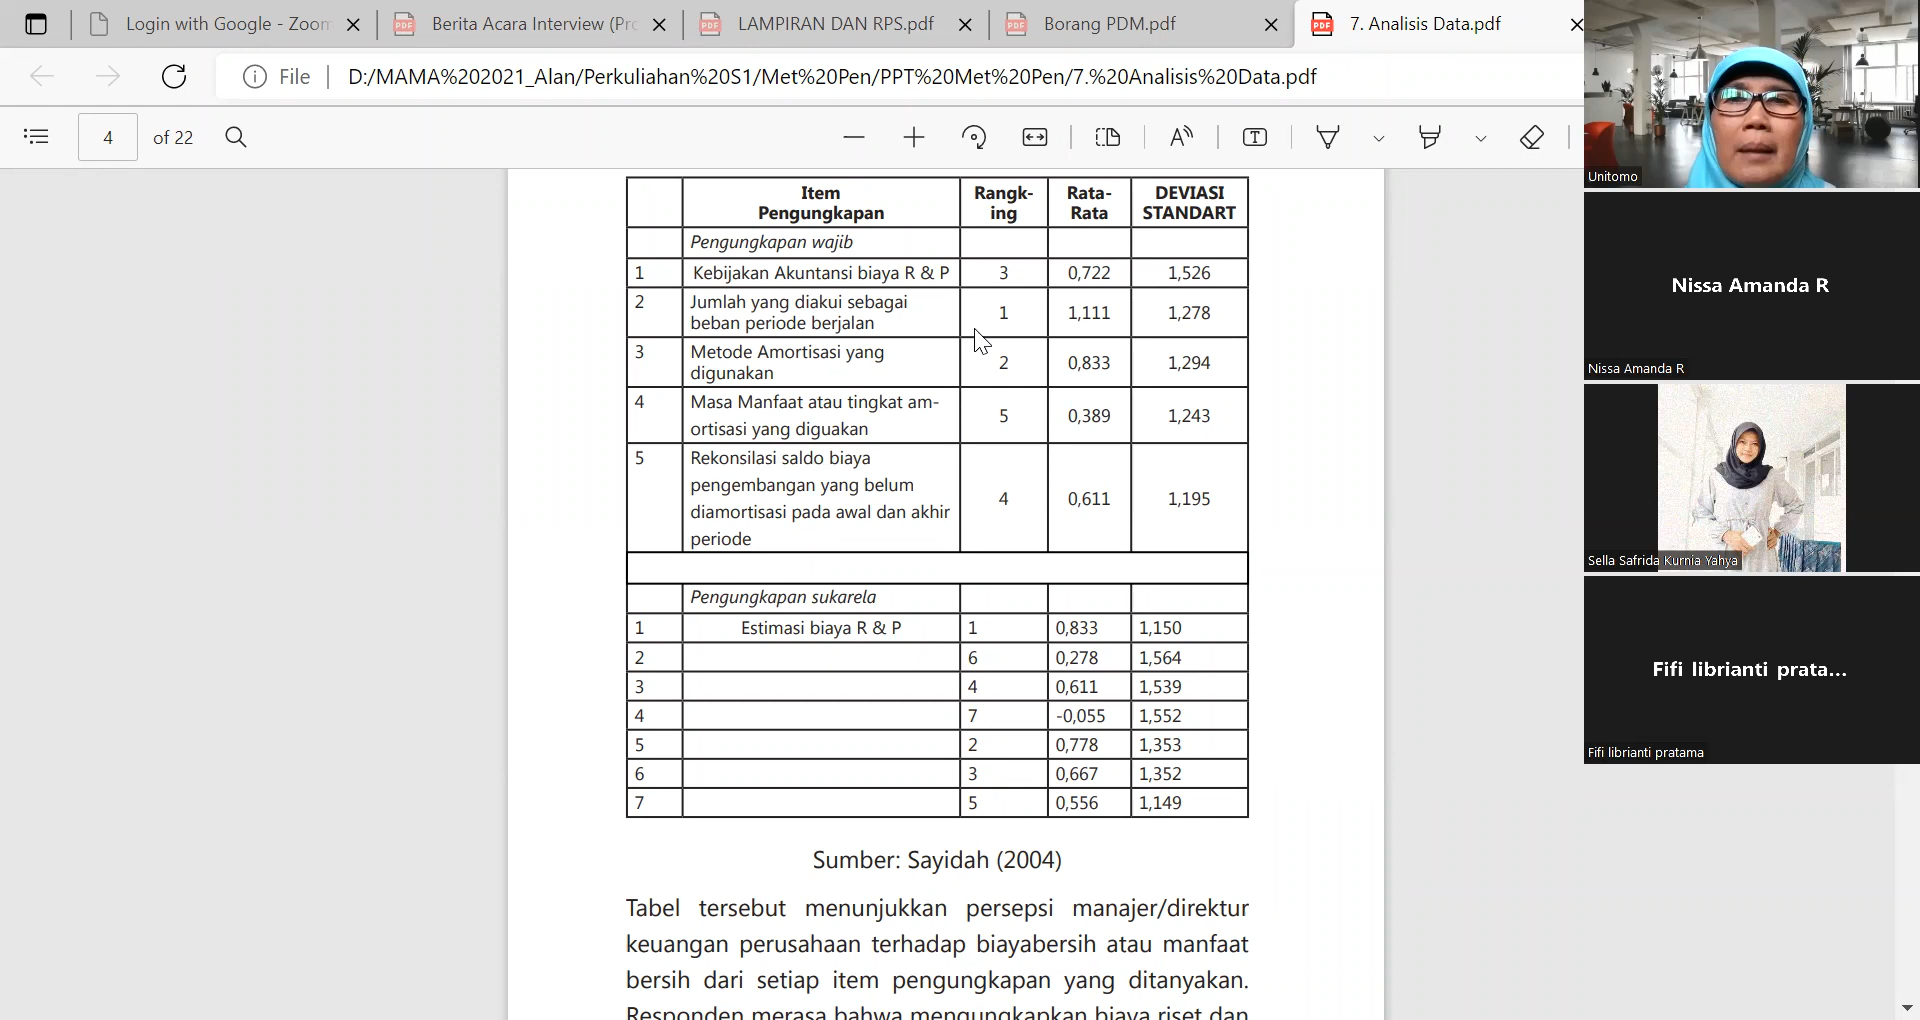 Login with Google - Zoom
Berita Acara Interview (Pro
LAMPIRAN DAN RPS.pdf
Borang PDM.pdf
7. Analisis Data.pdf
File D:/MAMA%202021_Alan/Perkuliahan%20S1/Met%20Pen/PPT%20Met%20Pen/7.%20Analisis%20Data.pdf
4 of 22
Item Pengungkapan Rangk-ing Rata-Rata DEVIASI STANDART
Pengungkapan wajib
1 Kebijakan Akuntansi biaya R & P 3 0,722 1,526
2 Jumlah yang diakui sebagai
beban periode berjalan 1 1,111 1,278
3 Metode Amortisasi yang
digunakan 2 0,833 1,294
4 Masa Manfaat atau tingkat am-
ortisasi yang diguakan 5 0,389 1,243
5 Rekonsilasi saldo biaya
pengembangan yang belum
diamortisasi pada awal dan akhir
periode 4 0,611 1,195
Pengungkapan sukarela
1 Estimasi biaya R & P 1 0,833 1,150
2 6 0,278 1,564
3 4 0,611 1,539
4 7 -0,055 1,552
5 2 0,778 1,353
6 3 0,667 1,352
7 5 0,556 1,149
Sumber: Sayidah (2004)
Tabel tersebut menunjukkan persepsi manajer/direktur
keuangan perusahaan terhadap biayabersih atau manfaat
bersih dari setiap item pengungkapan yang ditanyakan.
Responden merasa bahwa mengungkapkan biaya riset dan
Unitomo
Nissa Amanda R
Nissa Amanda R
Sella Safrida Kurnia Yahya
Fifi librianti prata...
Fifi librianti pratama